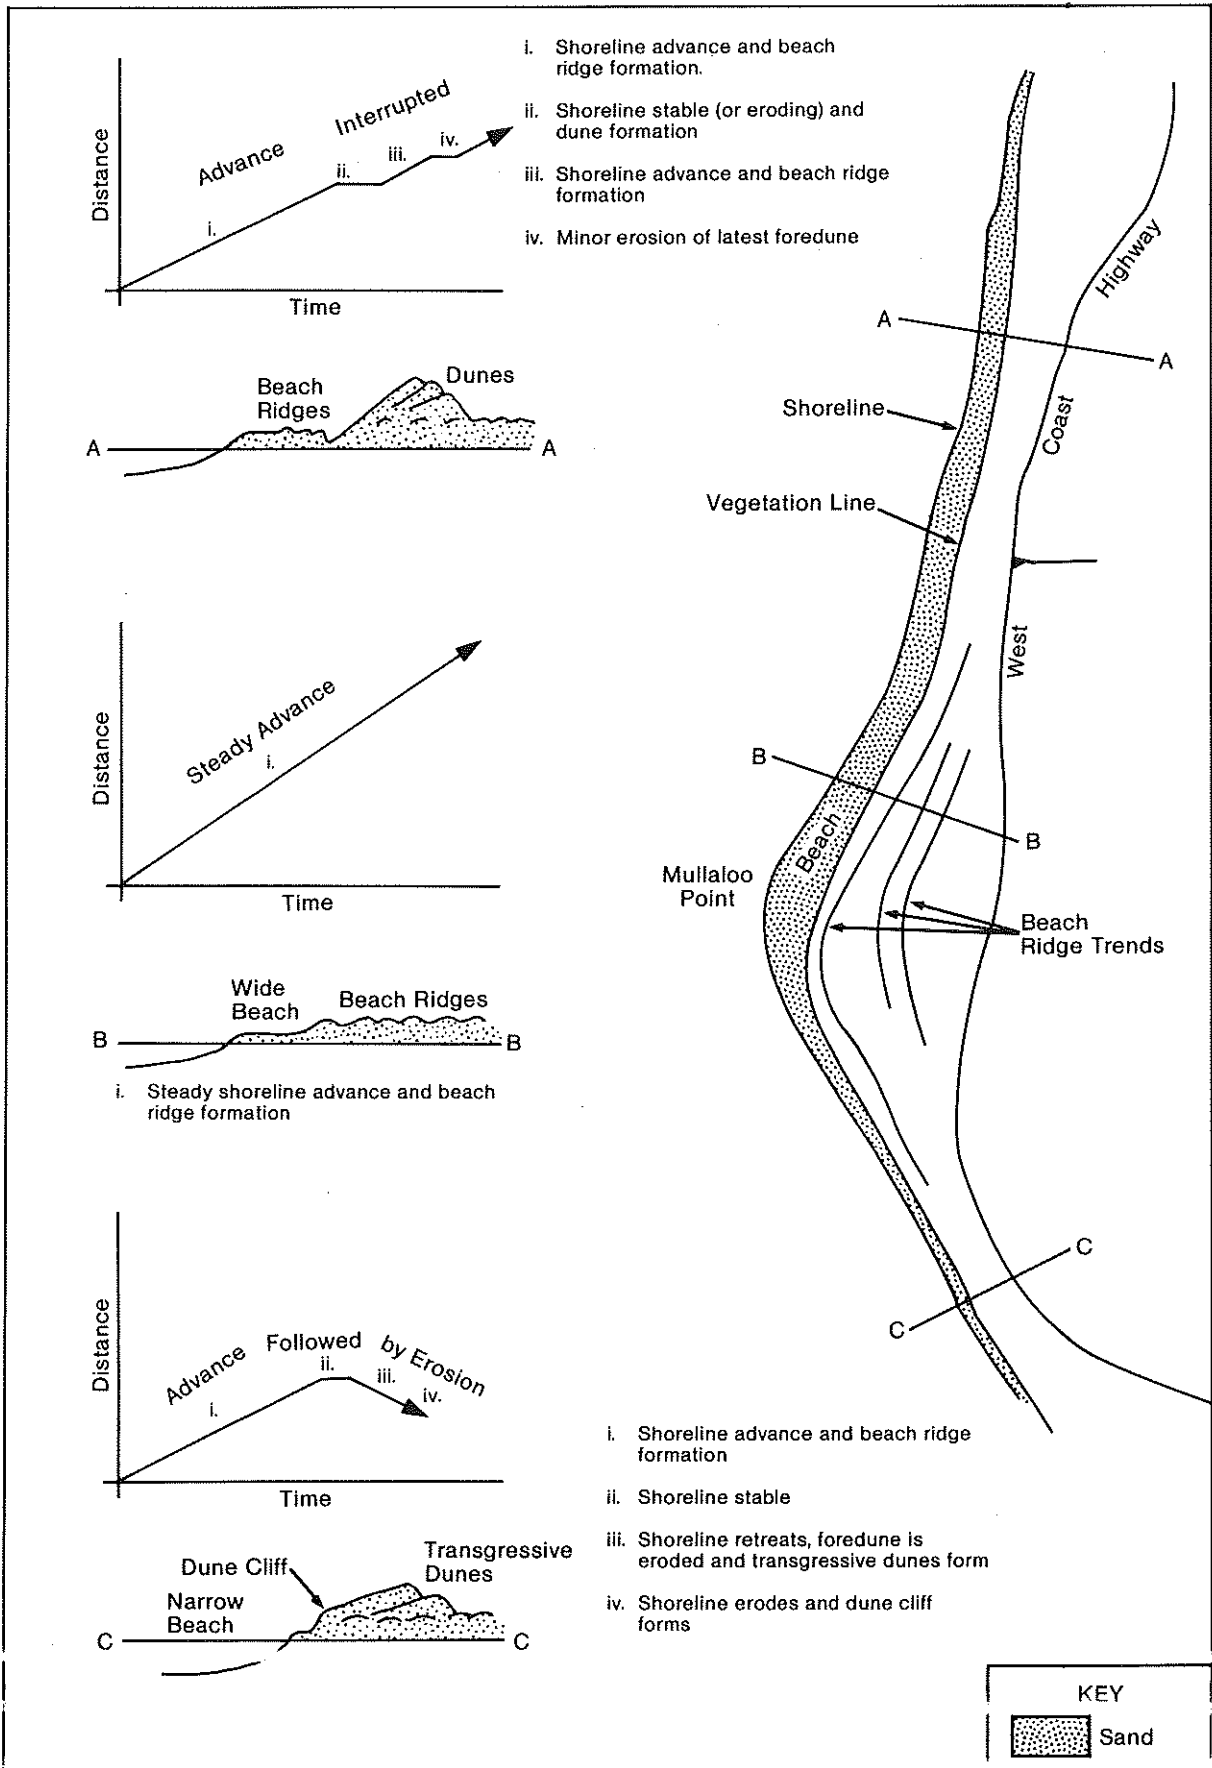 i. Shoreline advance and beach
ridge formation.
ii. Shoreline stable (or eroding) and
dune formation
iii. Shoreline advance and beach ridge
formation
iv. Minor erosion of latest foredune
Distance
Advance Interrupted
i.
ii.
iii.
iv.
Time
Beach
Ridges
Dunes
A
A
Distance
Steady Advance
i.
Time
Wide
Beach
Beach Ridges
B
B
i. Steady shoreline advance and beach
ridge formation
Distance
Advance Followed by Erosion
i.
ii.
iii.
iv.
Time
Dune Cliff
Transgressive
Dunes
Narrow
Beach
C
C
i. Shoreline advance and beach ridge
formation
ii. Shoreline stable
iii. Shoreline retreats, foredune is
eroded and transgressive dunes form
iv. Shoreline erodes and dune cliff
forms
A
A
Shoreline
Vegetation Line
West Coast Highway
B
B
Beach
Mullaloo
Point
Beach
Ridge Trends
C
C
KEY
Sand